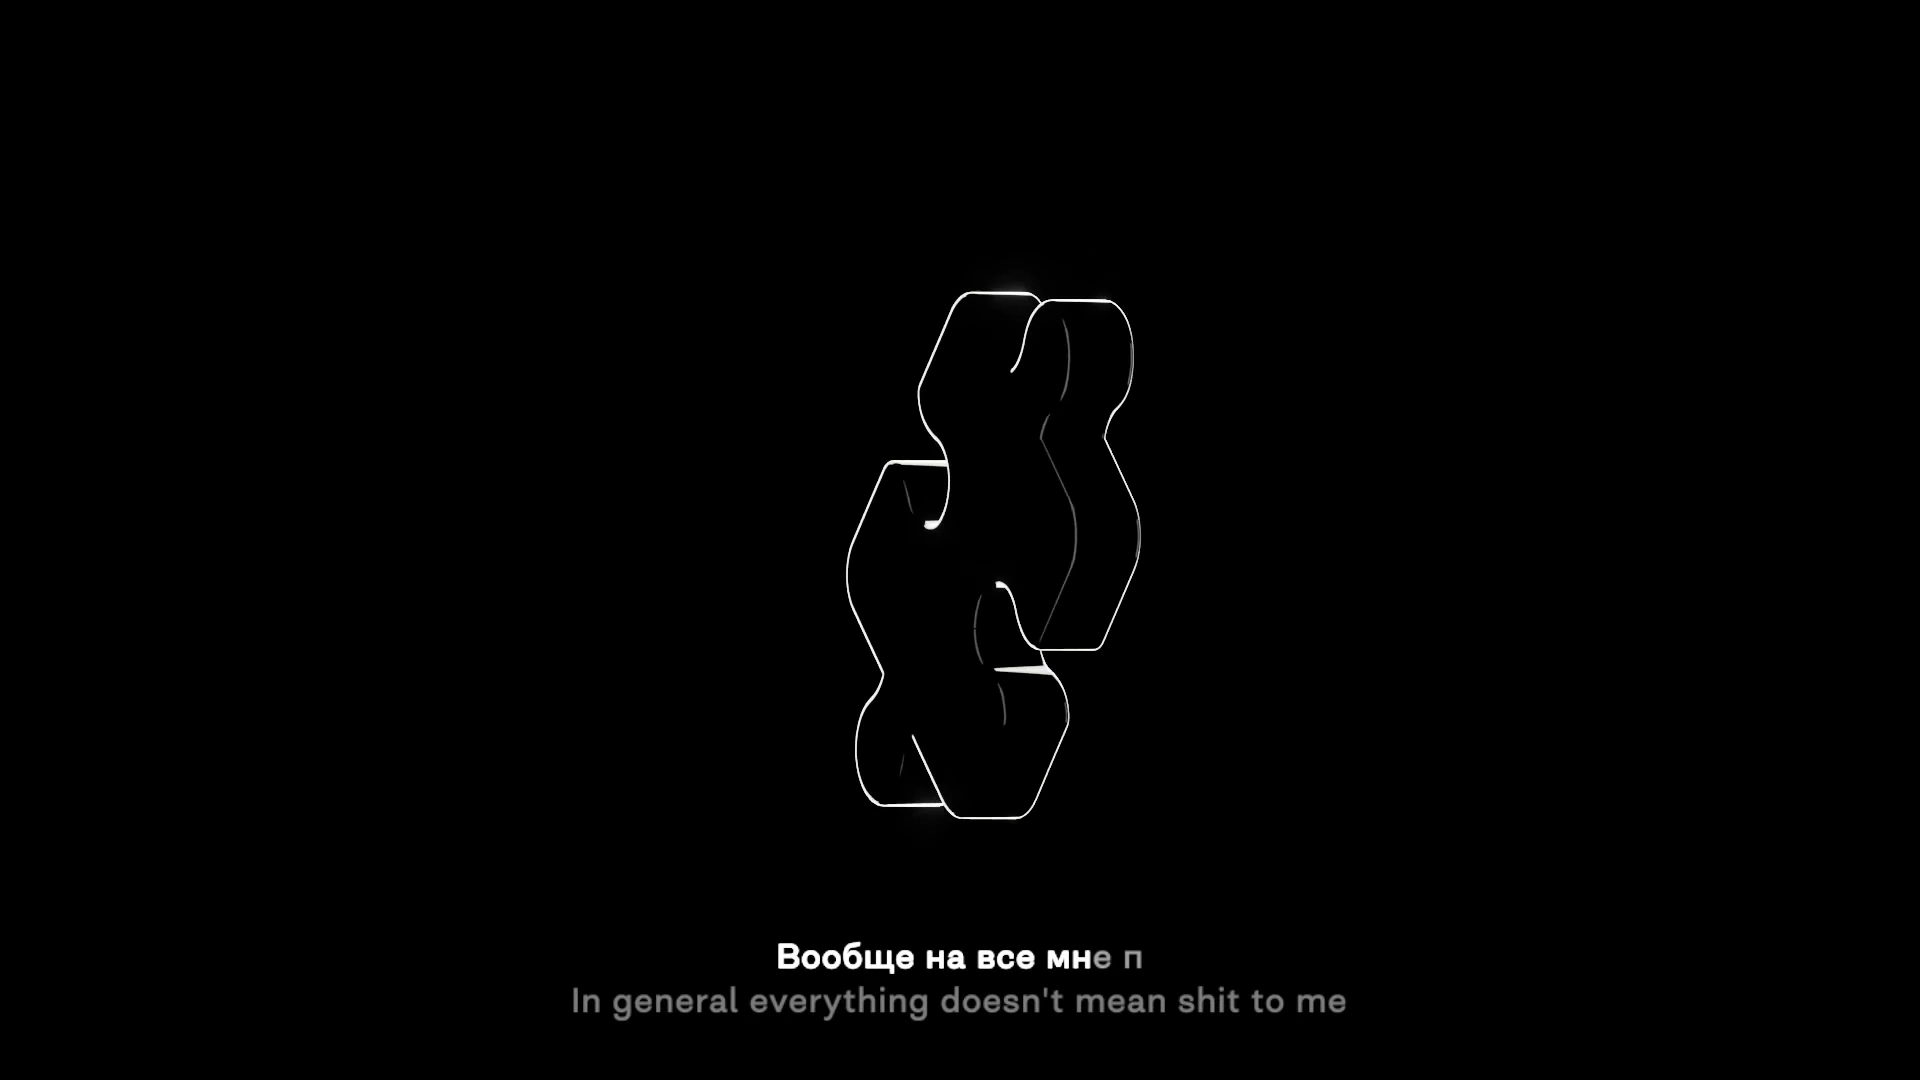 Вообще на все мне п
In general everything doesn't mean shit to me